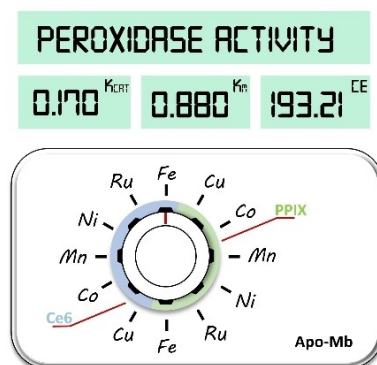 PEROXIDASE ACTIVITY
0.170 KCAT 0.880 Km 193.21 CE
Ru Fe Cu
Ni Co
PPIX
Mn Mn
Co Ni
Ce6
Cu Fe Ru
Apo-Mb